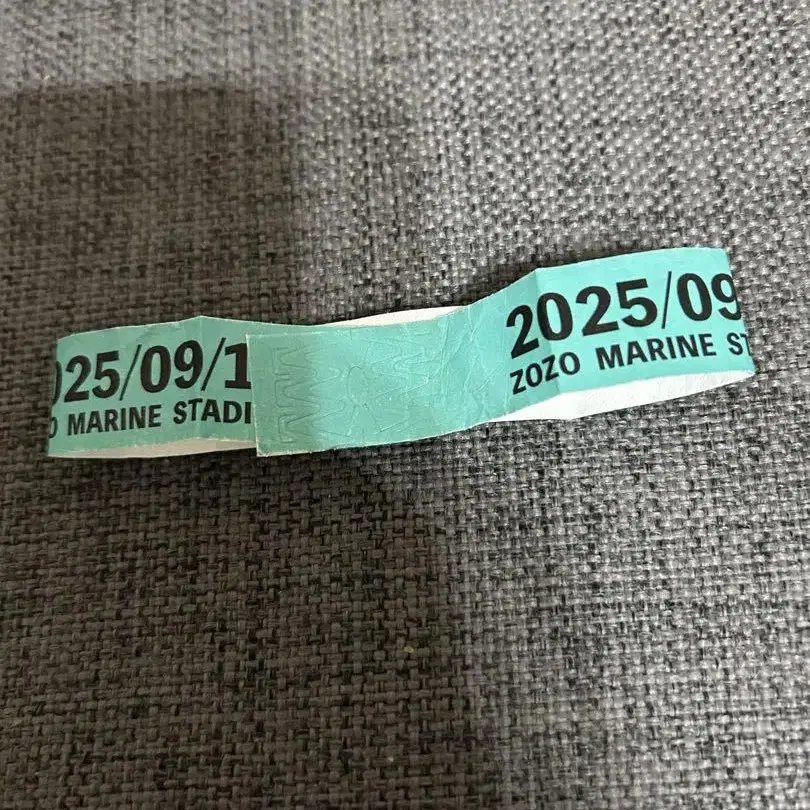 025/09/1
O MARINE STADI
2025/09
ZOZO MARINE ST